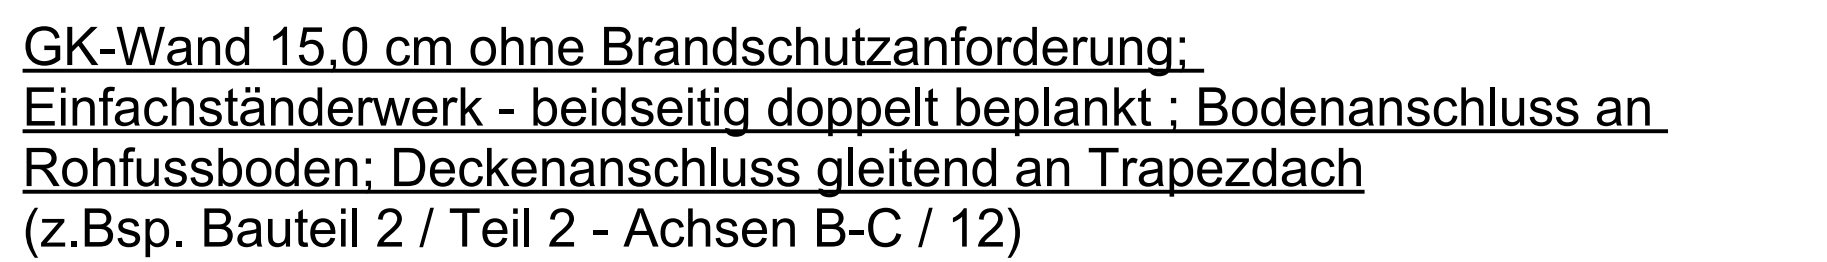 GK-Wand 15,0 cm ohne Brandschutzanforderung;
Einfachständerwerk - beidseitig doppelt beplankt ; Bodenanschluss an
Rohfussboden; Deckenanschluss gleitend an Trapezdach
(z.Bsp. Bauteil 2 / Teil 2 - Achsen B-C / 12)